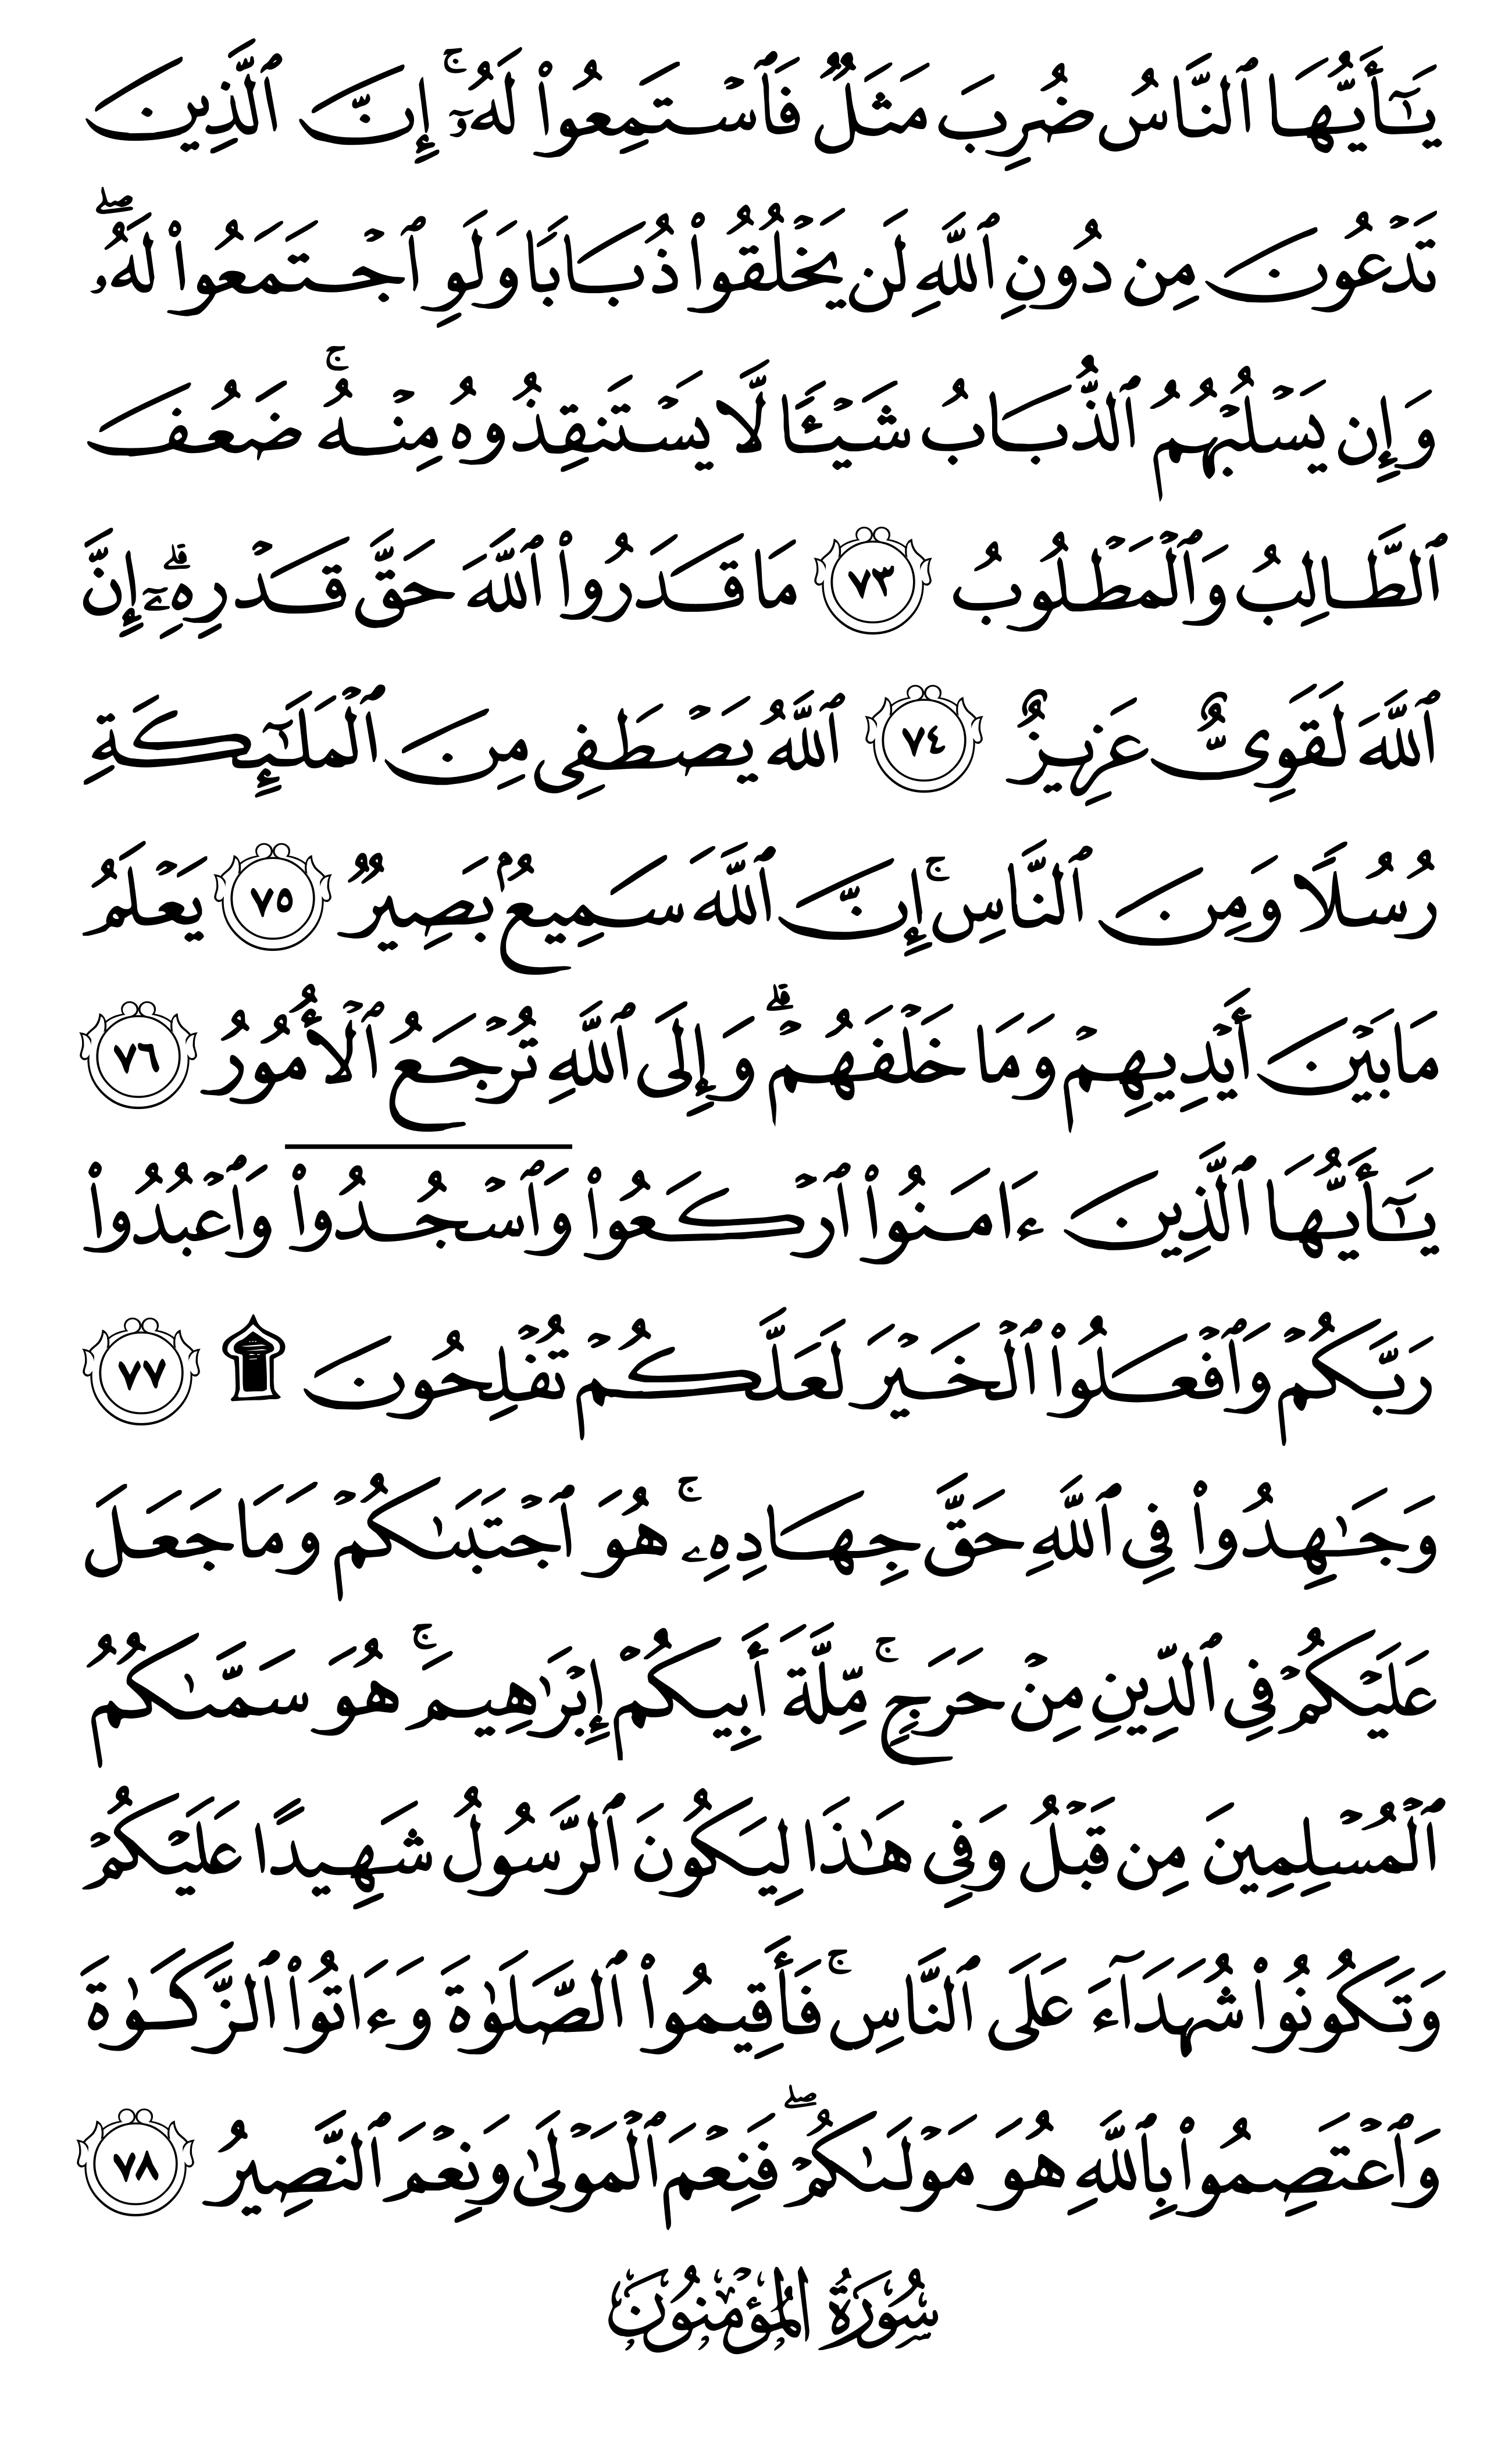 يَـٰٓأَيُّهَا ٱلنَّاسُ ضُرِبَ مَثَلٌ فَٱسْتَمِعُوا۟ لَهُۥٓ ۚ إِنَّ ٱلَّذِينَ
تَدْعُونَ مِن دُونِ ٱللَّهِ لَن يَخْلُقُوا۟ ذُبَابًا وَلَوِ ٱجْتَمَعُوا۟ لَهُۥ ۖ
وَإِن يَسْلُبْهُمُ ٱلذُّبَابُ شَيْـًٔا لَّا يَسْتَنقِذُوهُ مِنْهُ ۚ ضَعُفَ
ٱلطَّالِبُ وَٱلْمَطْلُوبُ ٧٣ مَا قَدَرُوا۟ ٱللَّهَ حَقَّ قَدْرِهِۦٓ ۗ إِنَّ
ٱللَّهَ لَقَوِىٌّ عَزِيزٌ ٧٤ ٱللَّهُ يَصْطَفِى مِنَ ٱلْمَلَـٰٓئِكَةِ
رُسُلًا وَمِنَ ٱلنَّاسِ ۚ إِنَّ ٱللَّهَ سَمِيعٌۢ بَصِيرٌ ٧٥ يَعْلَمُ
مَا بَيْنَ أَيْدِيهِمْ وَمَا خَلْفَهُمْ ۗ وَإِلَى ٱللَّهِ تُرْجَعُ ٱلْأُمُورُ ٧٦
يَـٰٓأَيُّهَا ٱلَّذِينَ ءَامَنُوا۟ ٱرْكَعُوا۟ وَٱسْجُدُوا۟ وَٱعْبُدُوا۟
رَبَّكُمْ وَٱفْعَلُوا۟ ٱلْخَيْرَ لَعَلَّكُمْ تُفْلِحُونَ ۩ ٧٧
وَجَـٰهِدُوا۟ فِى ٱللَّهِ حَقَّ جِهَادِهِۦ ۚ هُوَ ٱجْتَبَىٰكُمْ وَمَا جَعَلَ
عَلَيْكُمْ فِى ٱلدِّينِ مِنْ حَرَجٍ ۚ مِّلَّةَ أَبِيكُمْ إِبْرَٰهِيمَ ۚ هُوَ سَمَّىٰكُمُ
ٱلْمُسْلِمِينَ مِن قَبْلُ وَفِى هَـٰذَا لِيَكُونَ ٱلرَّسُولُ شَهِيدًا عَلَيْكُمْ
وَتَكُونُوا۟ شُهَدَآءَ عَلَى ٱلنَّاسِ ۚ فَأَقِيمُوا۟ ٱلصَّلَوٰةَ وَءَاتُوا۟ ٱلزَّكَوٰةَ
وَٱعْتَصِمُوا۟ بِٱللَّهِ هُوَ مَوْلَىٰكُمْ ۖ فَنِعْمَ ٱلْمَوْلَىٰ وَنِعْمَ ٱلنَّصِيرُ ٧٨
سُورَةُ المُؤْمِنُونَ